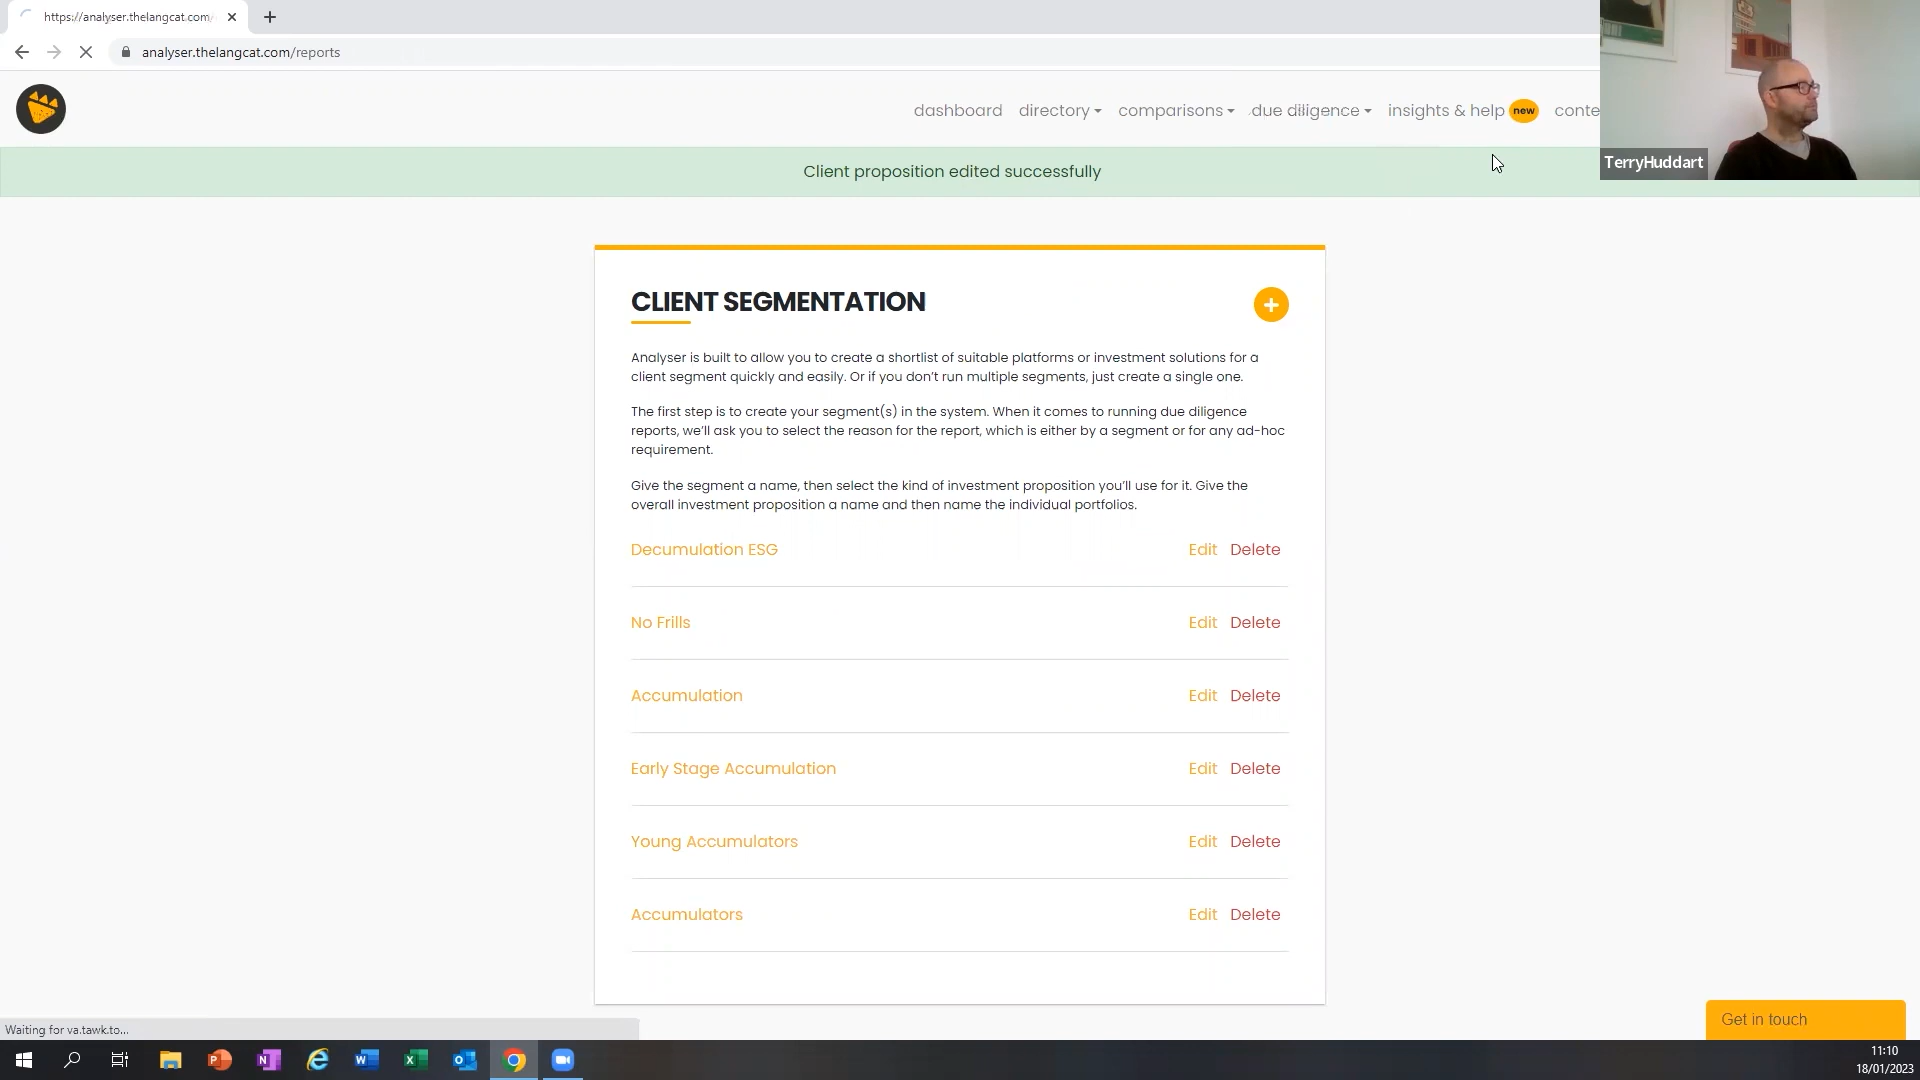 https://analyser.thelangcat.com/
analyser.thelangcat.com/reports
dashboard directory comparisons due diligence insights & help new conte
TerryHuddart
Client proposition edited successfully
CLIENT SEGMENTATION
Analyser is built to allow you to create a shortlist of suitable platforms or investment solutions for a
client segment quickly and easily. Or if you don't run multiple segments, just create a single one.
The first step is to create your segment(s) in the system. When it comes to running due diligence
reports, we'll ask you to select the reason for the report, which is either by a segment or for any ad-hoc
requirement.
Give the segment a name, then select the kind of investment proposition you'll use for it. Give the
overall investment proposition a name and then name the individual portfolios.
Decumulation ESG Edit Delete
No Frills Edit Delete
Accumulation Edit Delete
Early Stage Accumulation Edit Delete
Young Accumulators Edit Delete
Accumulators Edit Delete
Get in touch
Waiting for va.tawk.to...
11:10
18/01/2023